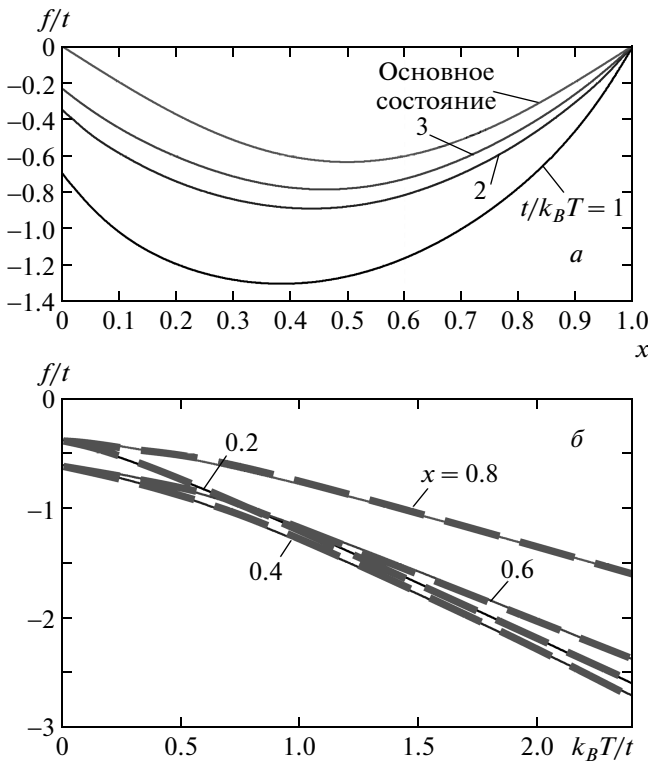 f/t
0
−0.2
−0.4
−0.6
−0.8
−1.0
−1.2
−1.4
Основное
состояние
3
2
t/k_BT = 1
а
0 0.1 0.2 0.3 0.4 0.5 0.6 0.7 0.8 0.9 1.0
x
f/t
0
−1
−2
−3
б
0.2
x = 0.8
0.4
0.6
0 0.5 1.0 1.5 2.0 k_BT/t